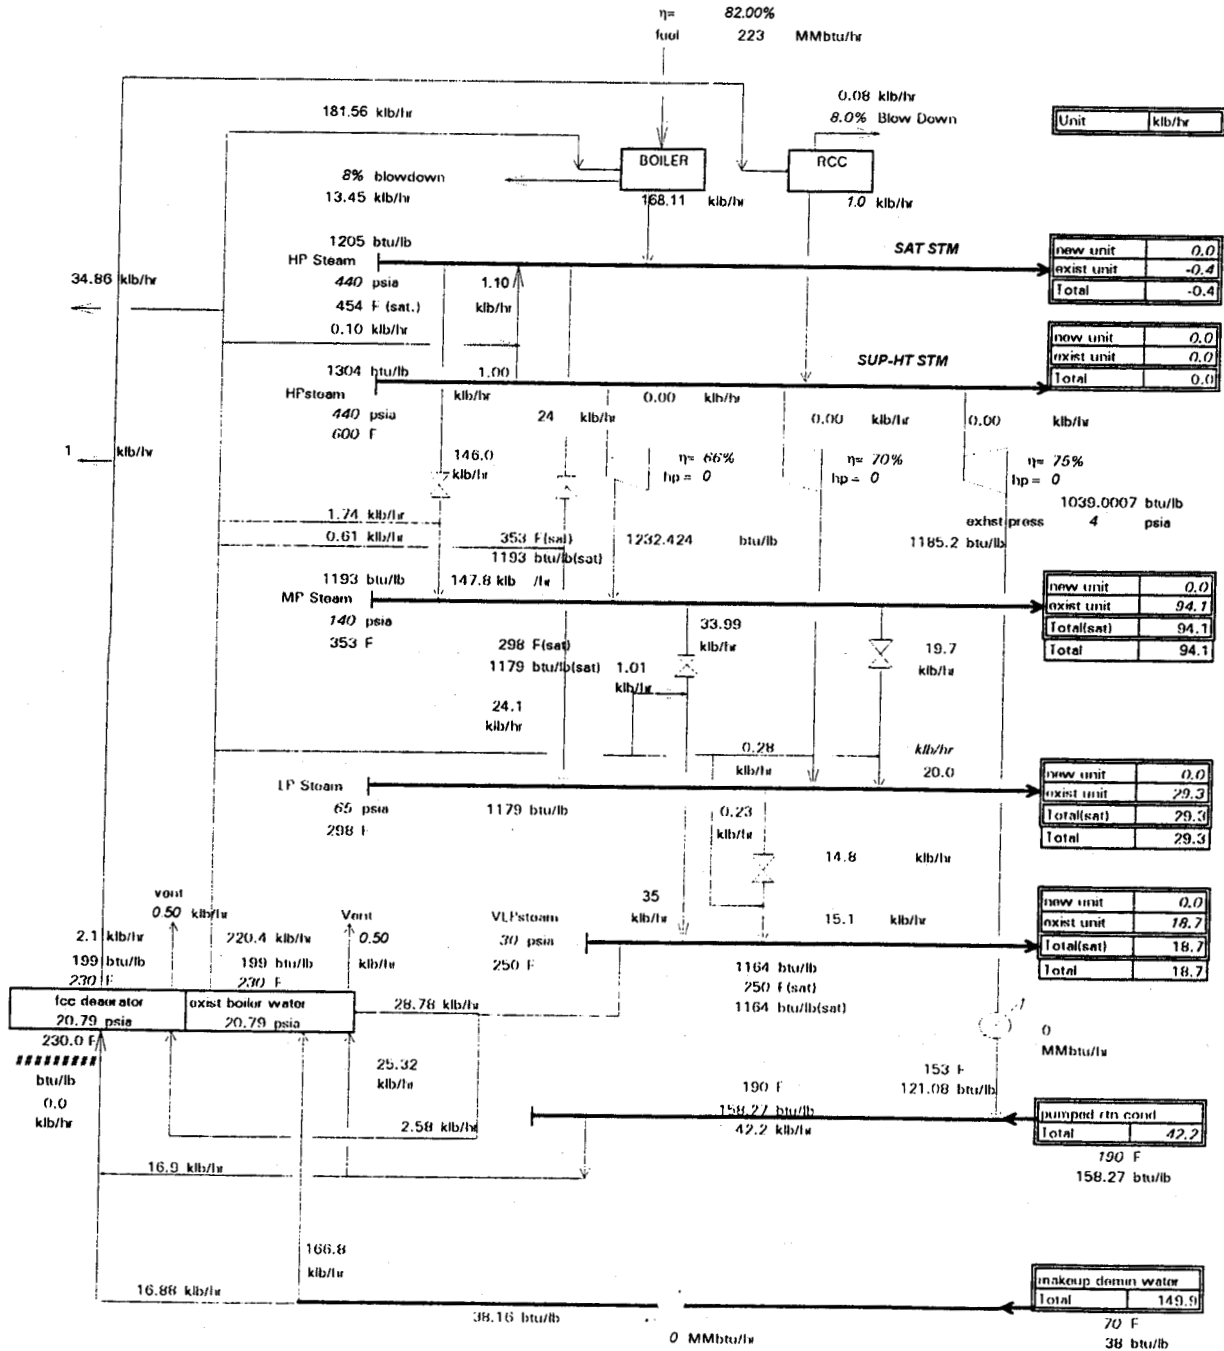 η= 82.00%
fuel 223 MMbtu/hr
181.56 klb/hr
0.08 klb/hr
8.0% Blow Down
Unit klb/hr
BOILER
RCC
8% blowdown
13.45 klb/hr
168.11 klb/hr
1.0 klb/hr
1205 btu/lb
HP Steam
SAT STM
new unit 0.0
exist unit -0.4
Total -0.4
34.86 klb/hr
440 psia
1.10
454 F (sat.)
klb/hr
0.10 klb/hr
1304 btu/lb
1.00
SUP-HT STM
new unit 0.0
exist unit 0.0
Total 0.0
HPsteam
klb/hr
0.00 klb/hr
440 psia
24 klb/hr
0.00 klb/hr
0.00 klb/hr
600 F
1 klb/hr
146.0
klb/hr
η= 66%
hp = 0
η= 70%
hp = 0
η= 75%
hp = 0
1039.0007 btu/lb
1.74 klb/hr
exhst press 4 psia
0.61 klb/hr
353 F(sat)
1193 btu/lb(sat)
1232.424 btu/lb
1185.2 btu/lb
1193 btu/lb
147.8 klb /hr
MP Steam
140 psia
353 F
new unit 0.0
exist unit 94.1
Total(sat) 94.1
Total 94.1
33.99
klb/hr
298 F(sat)
1179 btu/lb(sat)
1.01
klb/hr
19.7
klb/hr
24.1
klb/hr
0.28
klb/hr
klb/hr
20.0
LP Steam
65 psia
298 F
1179 btu/lb
new unit 0.0
exist unit 29.3
Total(sat) 29.3
Total 29.3
0.23
klb/hr
14.8 klb/hr
vent
0.50 klb/hr
Vent
0.50
klb/hr
VLPsteam
30 psia
250 F
35
klb/hr
15.1 klb/hr
new unit 0.0
exist unit 18.7
Total(sat) 18.7
Total 18.7
2.1 klb/hr
199 btu/lb
230 F
220.4 klb/hr
199 btu/lb
230 F
1164 btu/lb
250 F(sat)
1164 btu/lb(sat)
fcc deaerator
20.79 psia
exist boiler water
20.79 psia
28.78 klb/hr
230.0 F
#########
btu/lb
0.0
klb/hr
25.32
klb/hr
0
MMbtu/hr
153 F
121.08 btu/lb
190 F
158.27 btu/lb
42.2 klb/hr
2.58 klb/hr
pumped rtn cond
Total 42.2
190 F
158.27 btu/lb
16.9 klb/hr
166.8
klb/hr
16.88 klb/hr
38.16 btu/lb
0 MMbtu/hr
makeup demin water
Total 149.9
70 F
38 btu/lb